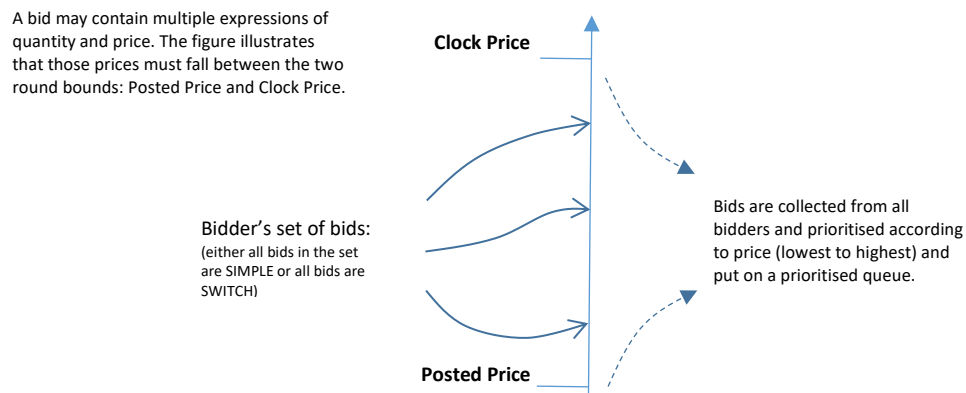 A bid may contain multiple expressions of
quantity and price. The figure illustrates
that those prices must fall between the two
round bounds: Posted Price and Clock Price.
Clock Price
Bidder’s set of bids:
(either all bids in the set
are SIMPLE or all bids are
SWITCH)
Bids are collected from all
bidders and prioritised according
to price (lowest to highest) and
put on a prioritised queue.
Posted Price